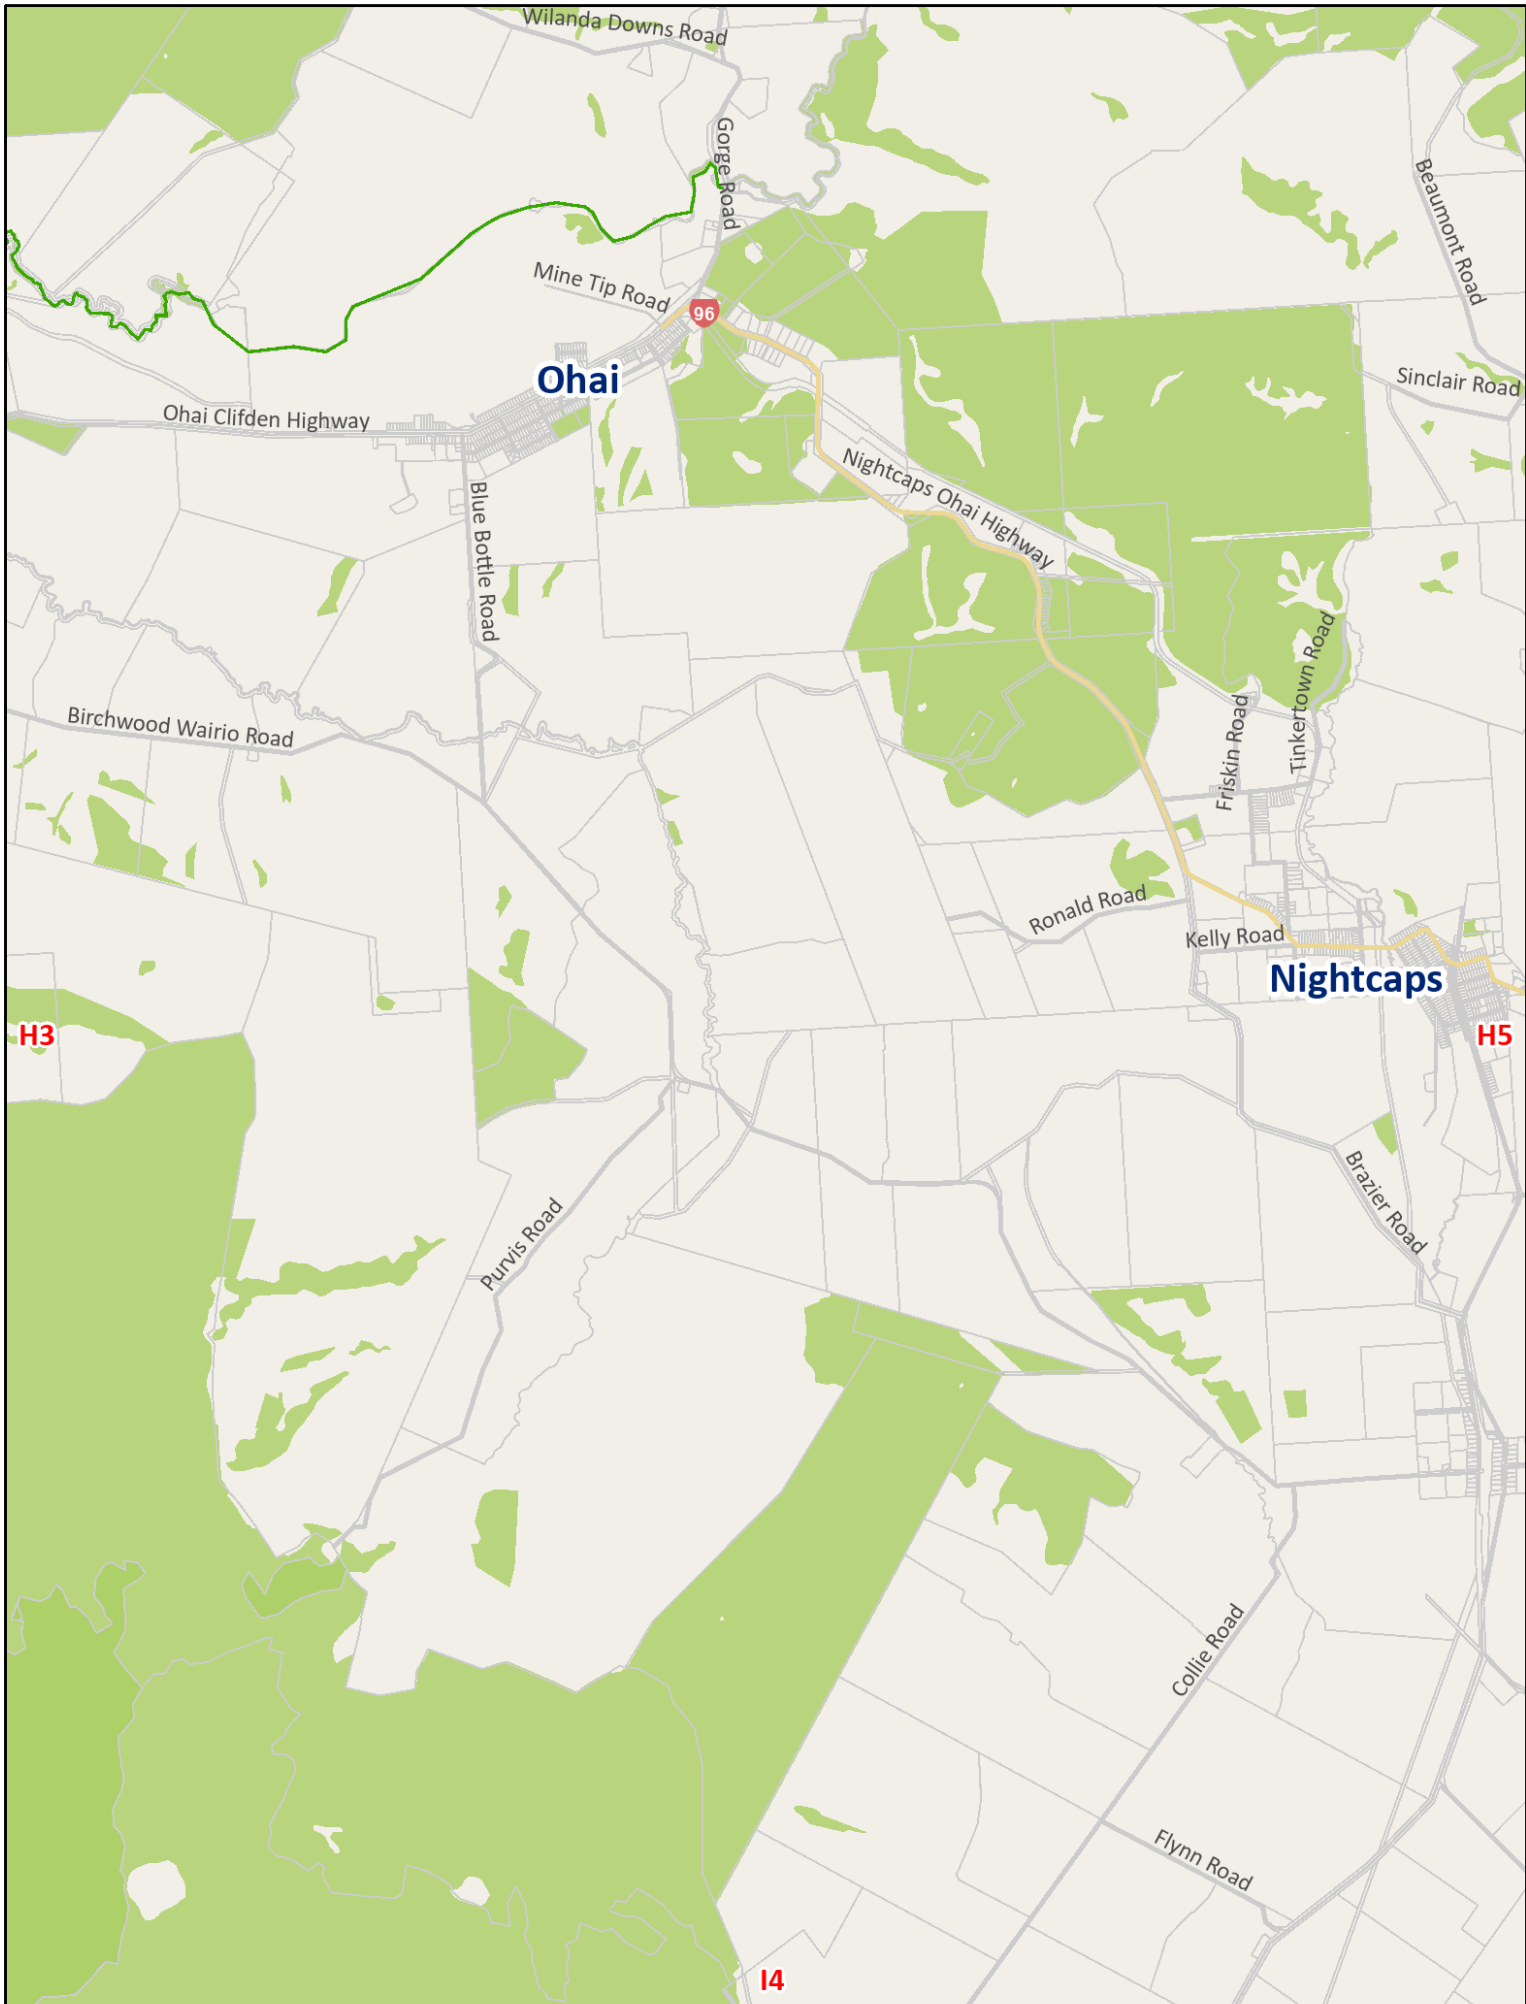 Wilanda Downs Road
Gorge Road
Beaumont Road
Mine Tip Road
96
Ohai
Sinclair Road
Ohai Clifden Highway
Nightcaps Ohai Highway
Blue Bottle Road
Tinkertown Road
Friskin Road
Birchwood Wairio Road
Ronald Road
Kelly Road
Nightcaps
H3
H5
Brazier Road
Purvis Road
Collie Road
Flynn Road
I4